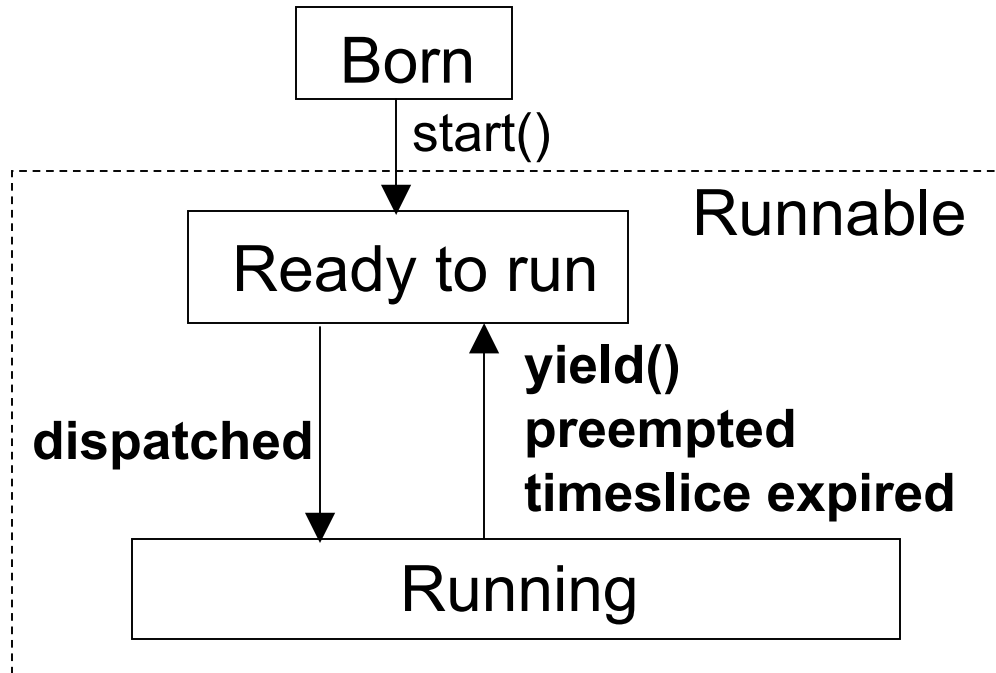 Born
start()
Runnable
Ready to run
yield()
dispatched
preempted
timeslice expired
Running